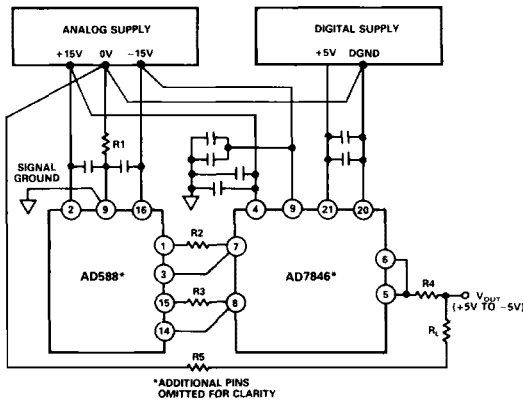 ANALOG SUPPLY
+15V 0V −15V
DIGITAL SUPPLY
+5V DGND
R1
SIGNAL
GROUND
2 9 16
4 9 21 20
AD588*
1
3
15
14
R2
R3
7
8
AD7846*
6
5
R4
VOUT
(+5V TO −5V)
RL
R5
*ADDITIONAL PINS
OMITTED FOR CLARITY